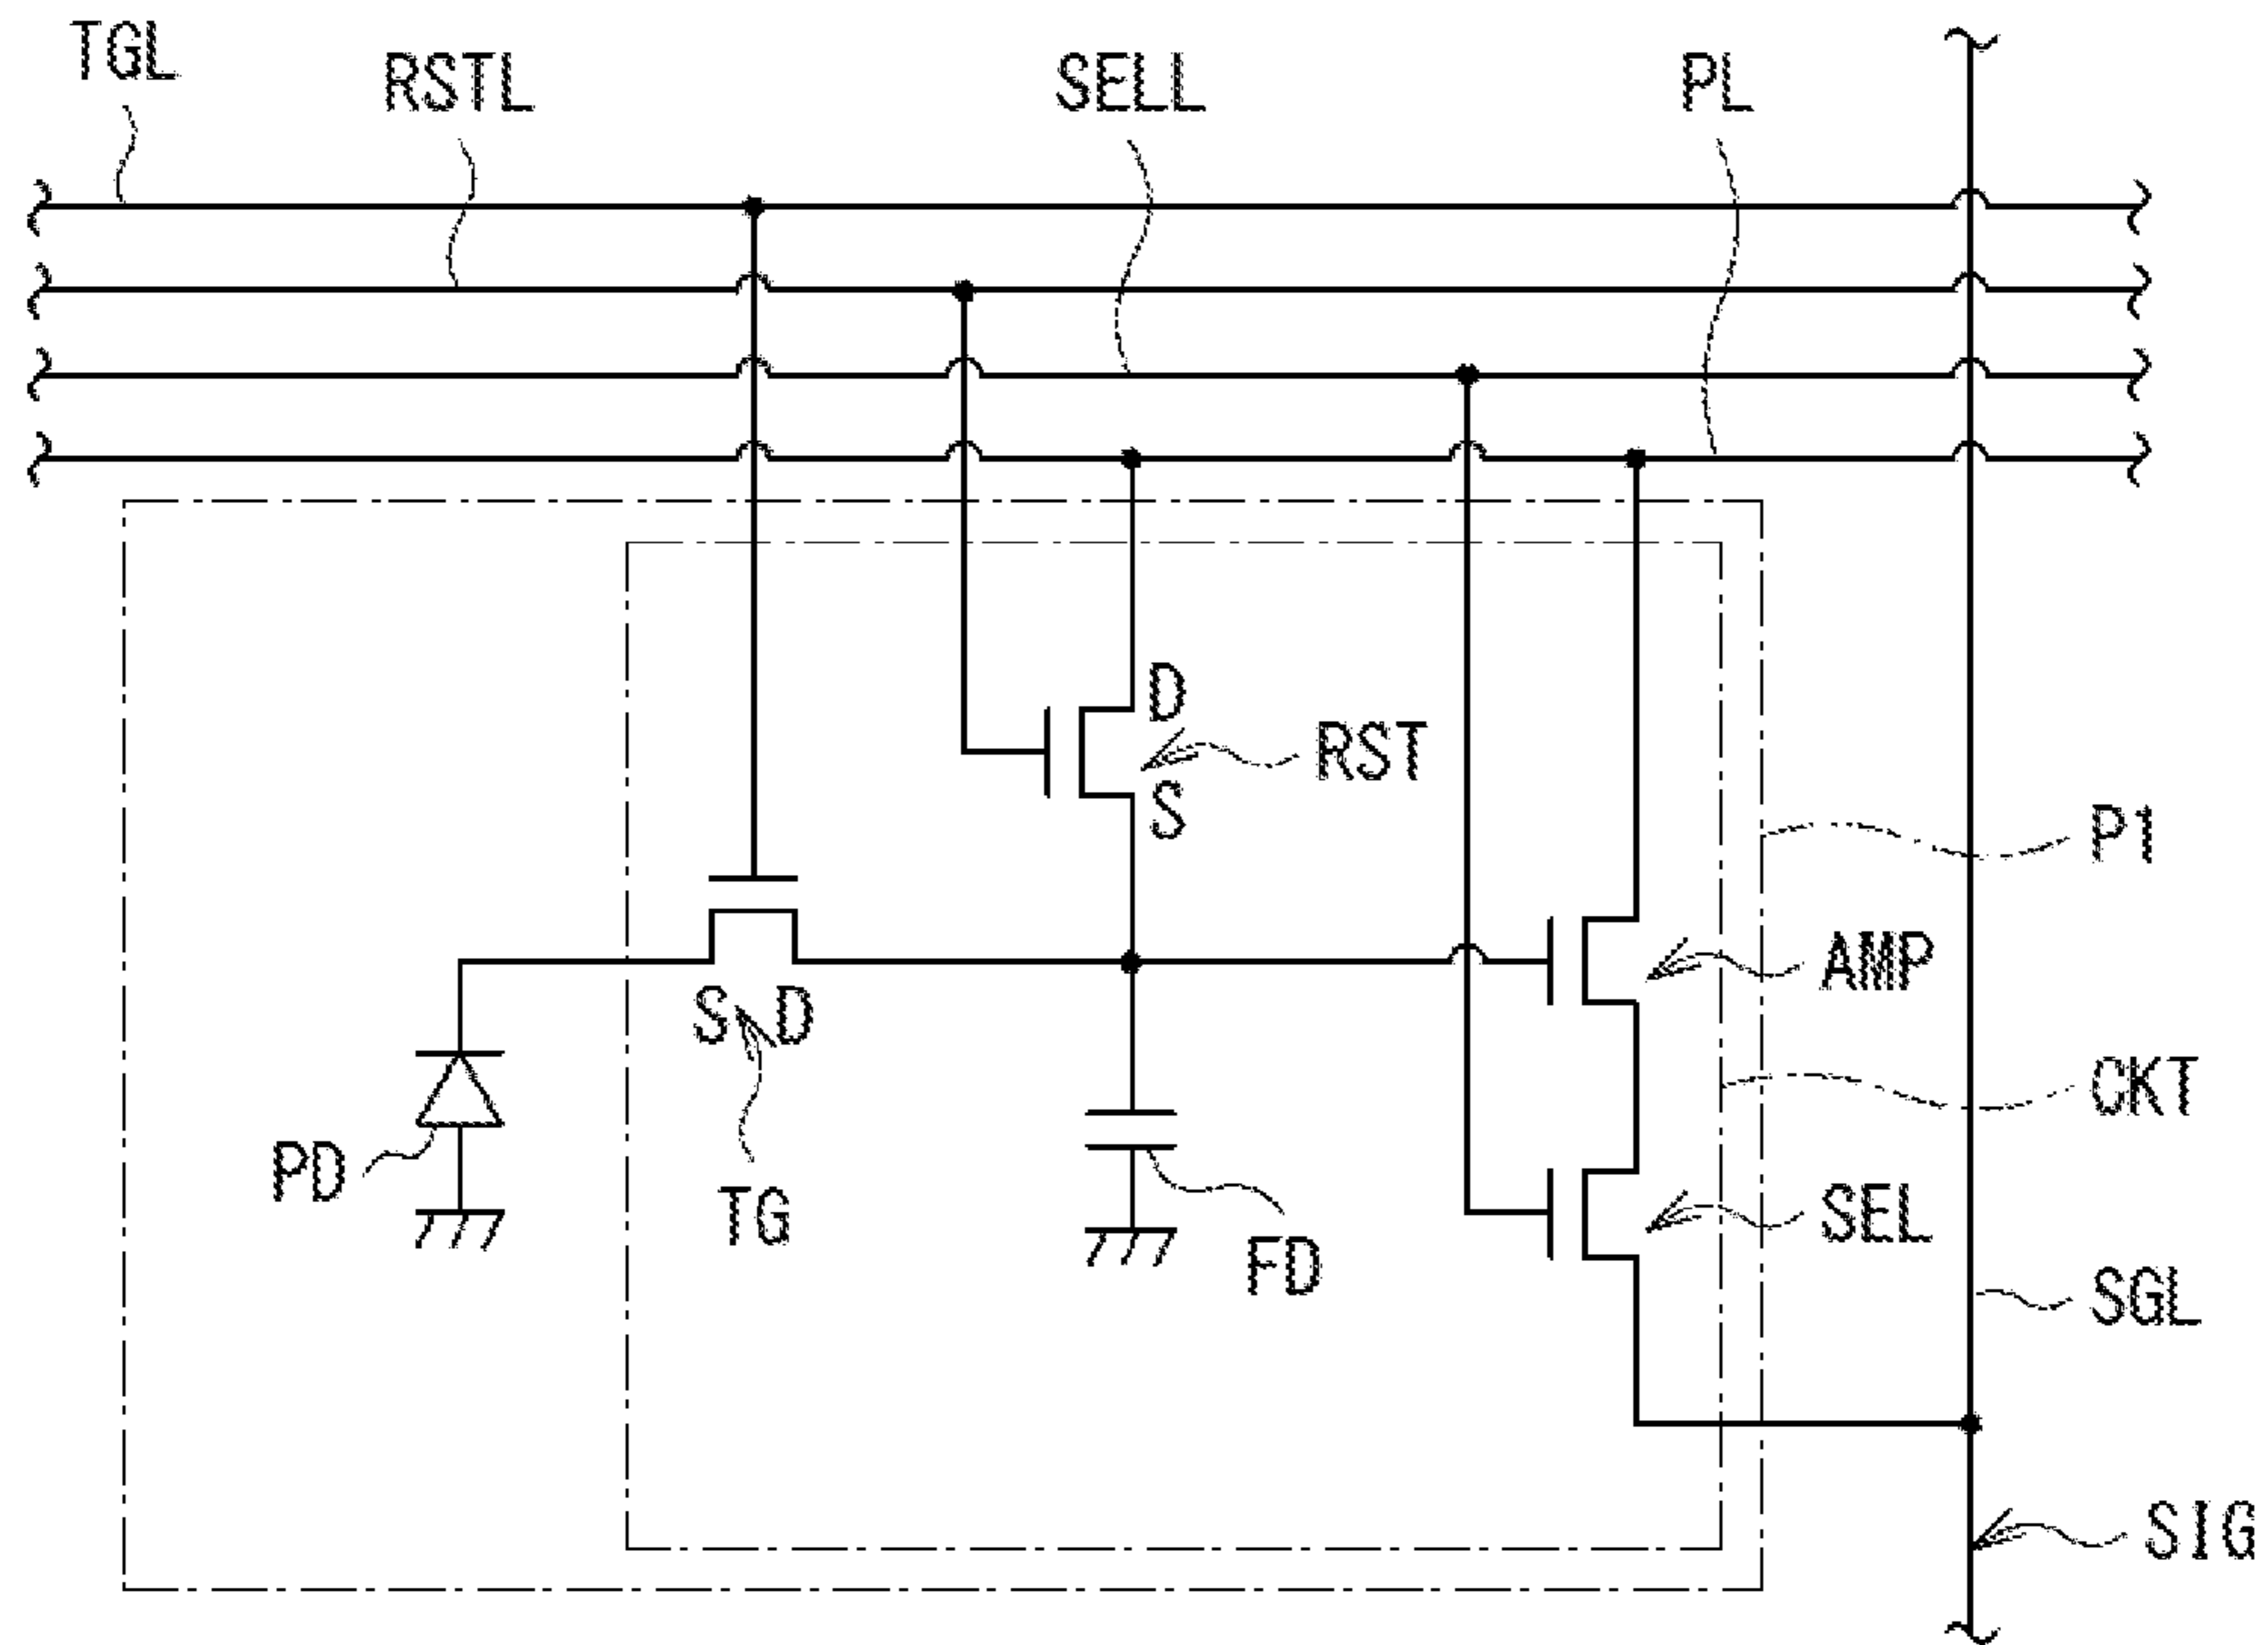 TGL
RSTL
SELL
PL
D
RST
S
P1
AMP
S D
CKT
PD
TG
SEL
FD
SGL
SIG